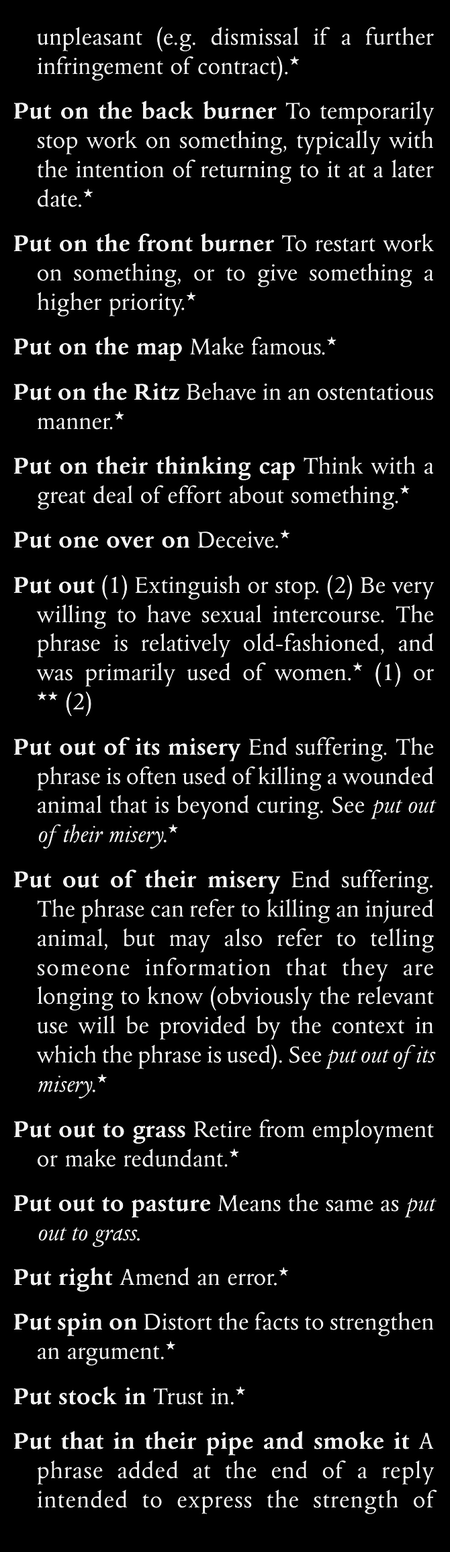 unpleasant (e.g. dismissal if a further
infringement of contract).★
Put on the back burner To temporarily
stop work on something, typically with
the intention of returning to it at a later
date.★
Put on the front burner To restart work
on something, or to give something a
higher priority.★
Put on the map Make famous.★
Put on the Ritz Behave in an ostentatious
manner.★
Put on their thinking cap Think with a
great deal of effort about something.★
Put one over on Deceive.★
Put out (1) Extinguish or stop. (2) Be very
willing to have sexual intercourse. The
phrase is relatively old-fashioned, and
was primarily used of women.★ (1) or
★★ (2)
Put out of its misery End suffering. The
phrase is often used of killing a wounded
animal that is beyond curing. See put out
of their misery.★
Put out of their misery End suffering.
The phrase can refer to killing an injured
animal, but may also refer to telling
someone information that they are
longing to know (obviously the relevant
use will be provided by the context in
which the phrase is used). See put out of its
misery.★
Put out to grass Retire from employment
or make redundant.★
Put out to pasture Means the same as put
out to grass.
Put right Amend an error.★
Put spin on Distort the facts to strengthen
an argument.★
Put stock in Trust in.★
Put that in their pipe and smoke it A
phrase added at the end of a reply
intended to express the strength of